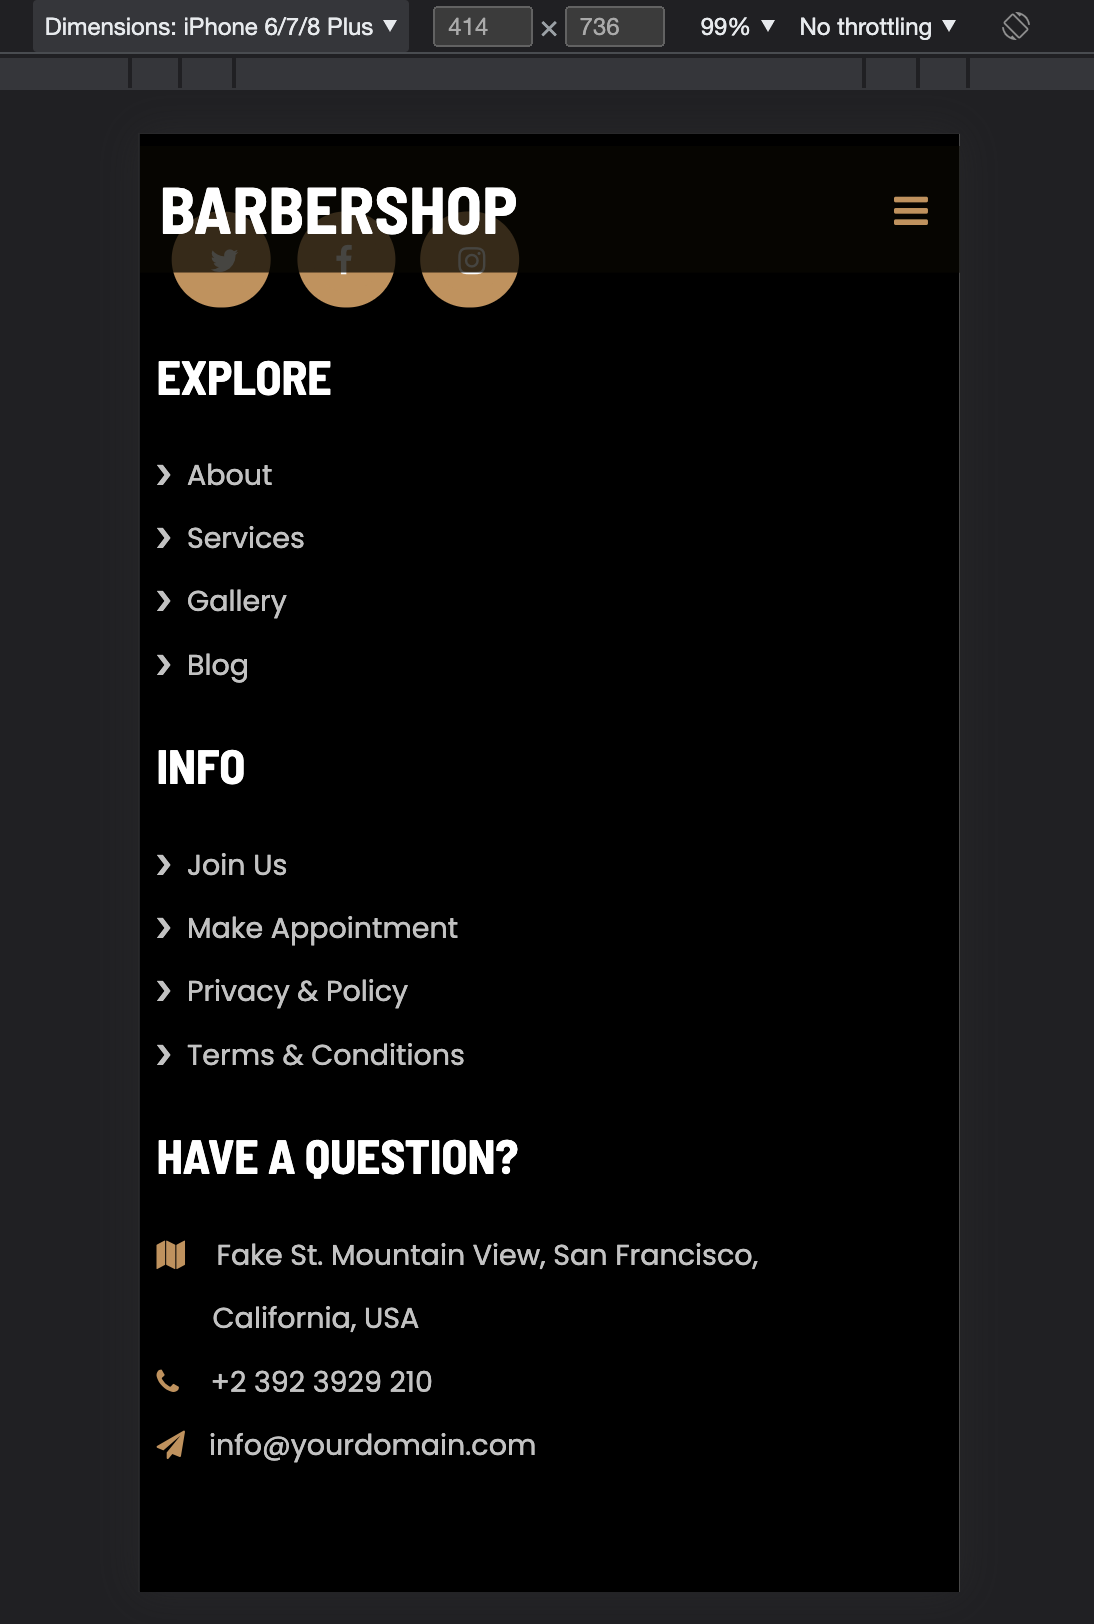 Dimensions: iPhone 6/7/8 Plus ▼ 414 × 736 99% ▼ No throttling ▼
BARBERSHOP
EXPLORE
About
Services
Gallery
Blog
INFO
Join Us
Make Appointment
Privacy & Policy
Terms & Conditions
HAVE A QUESTION?
Fake St. Mountain View, San Francisco,
California, USA
+2 392 3929 210
info@yourdomain.com